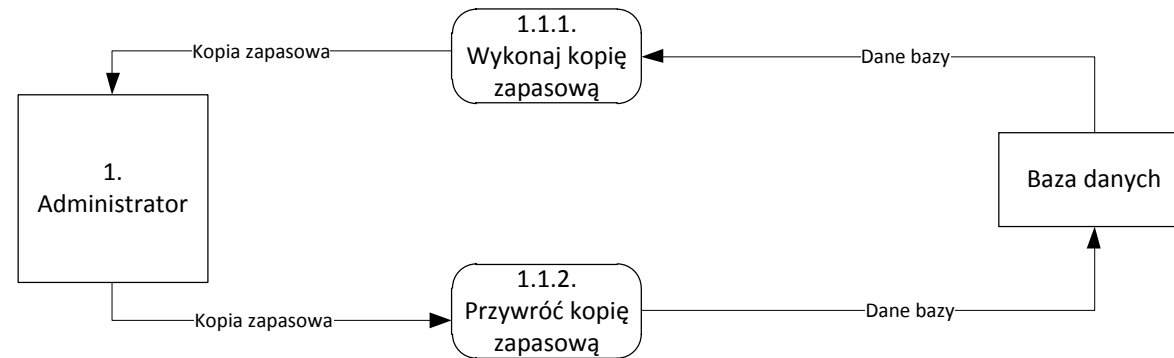 1.1.1.
Wykonaj kopię
zapasową
Kopia zapasowa
Dane bazy
1.
Administrator
Baza danych
1.1.2.
Przywróć kopię
zapasową
Kopia zapasowa
Dane bazy